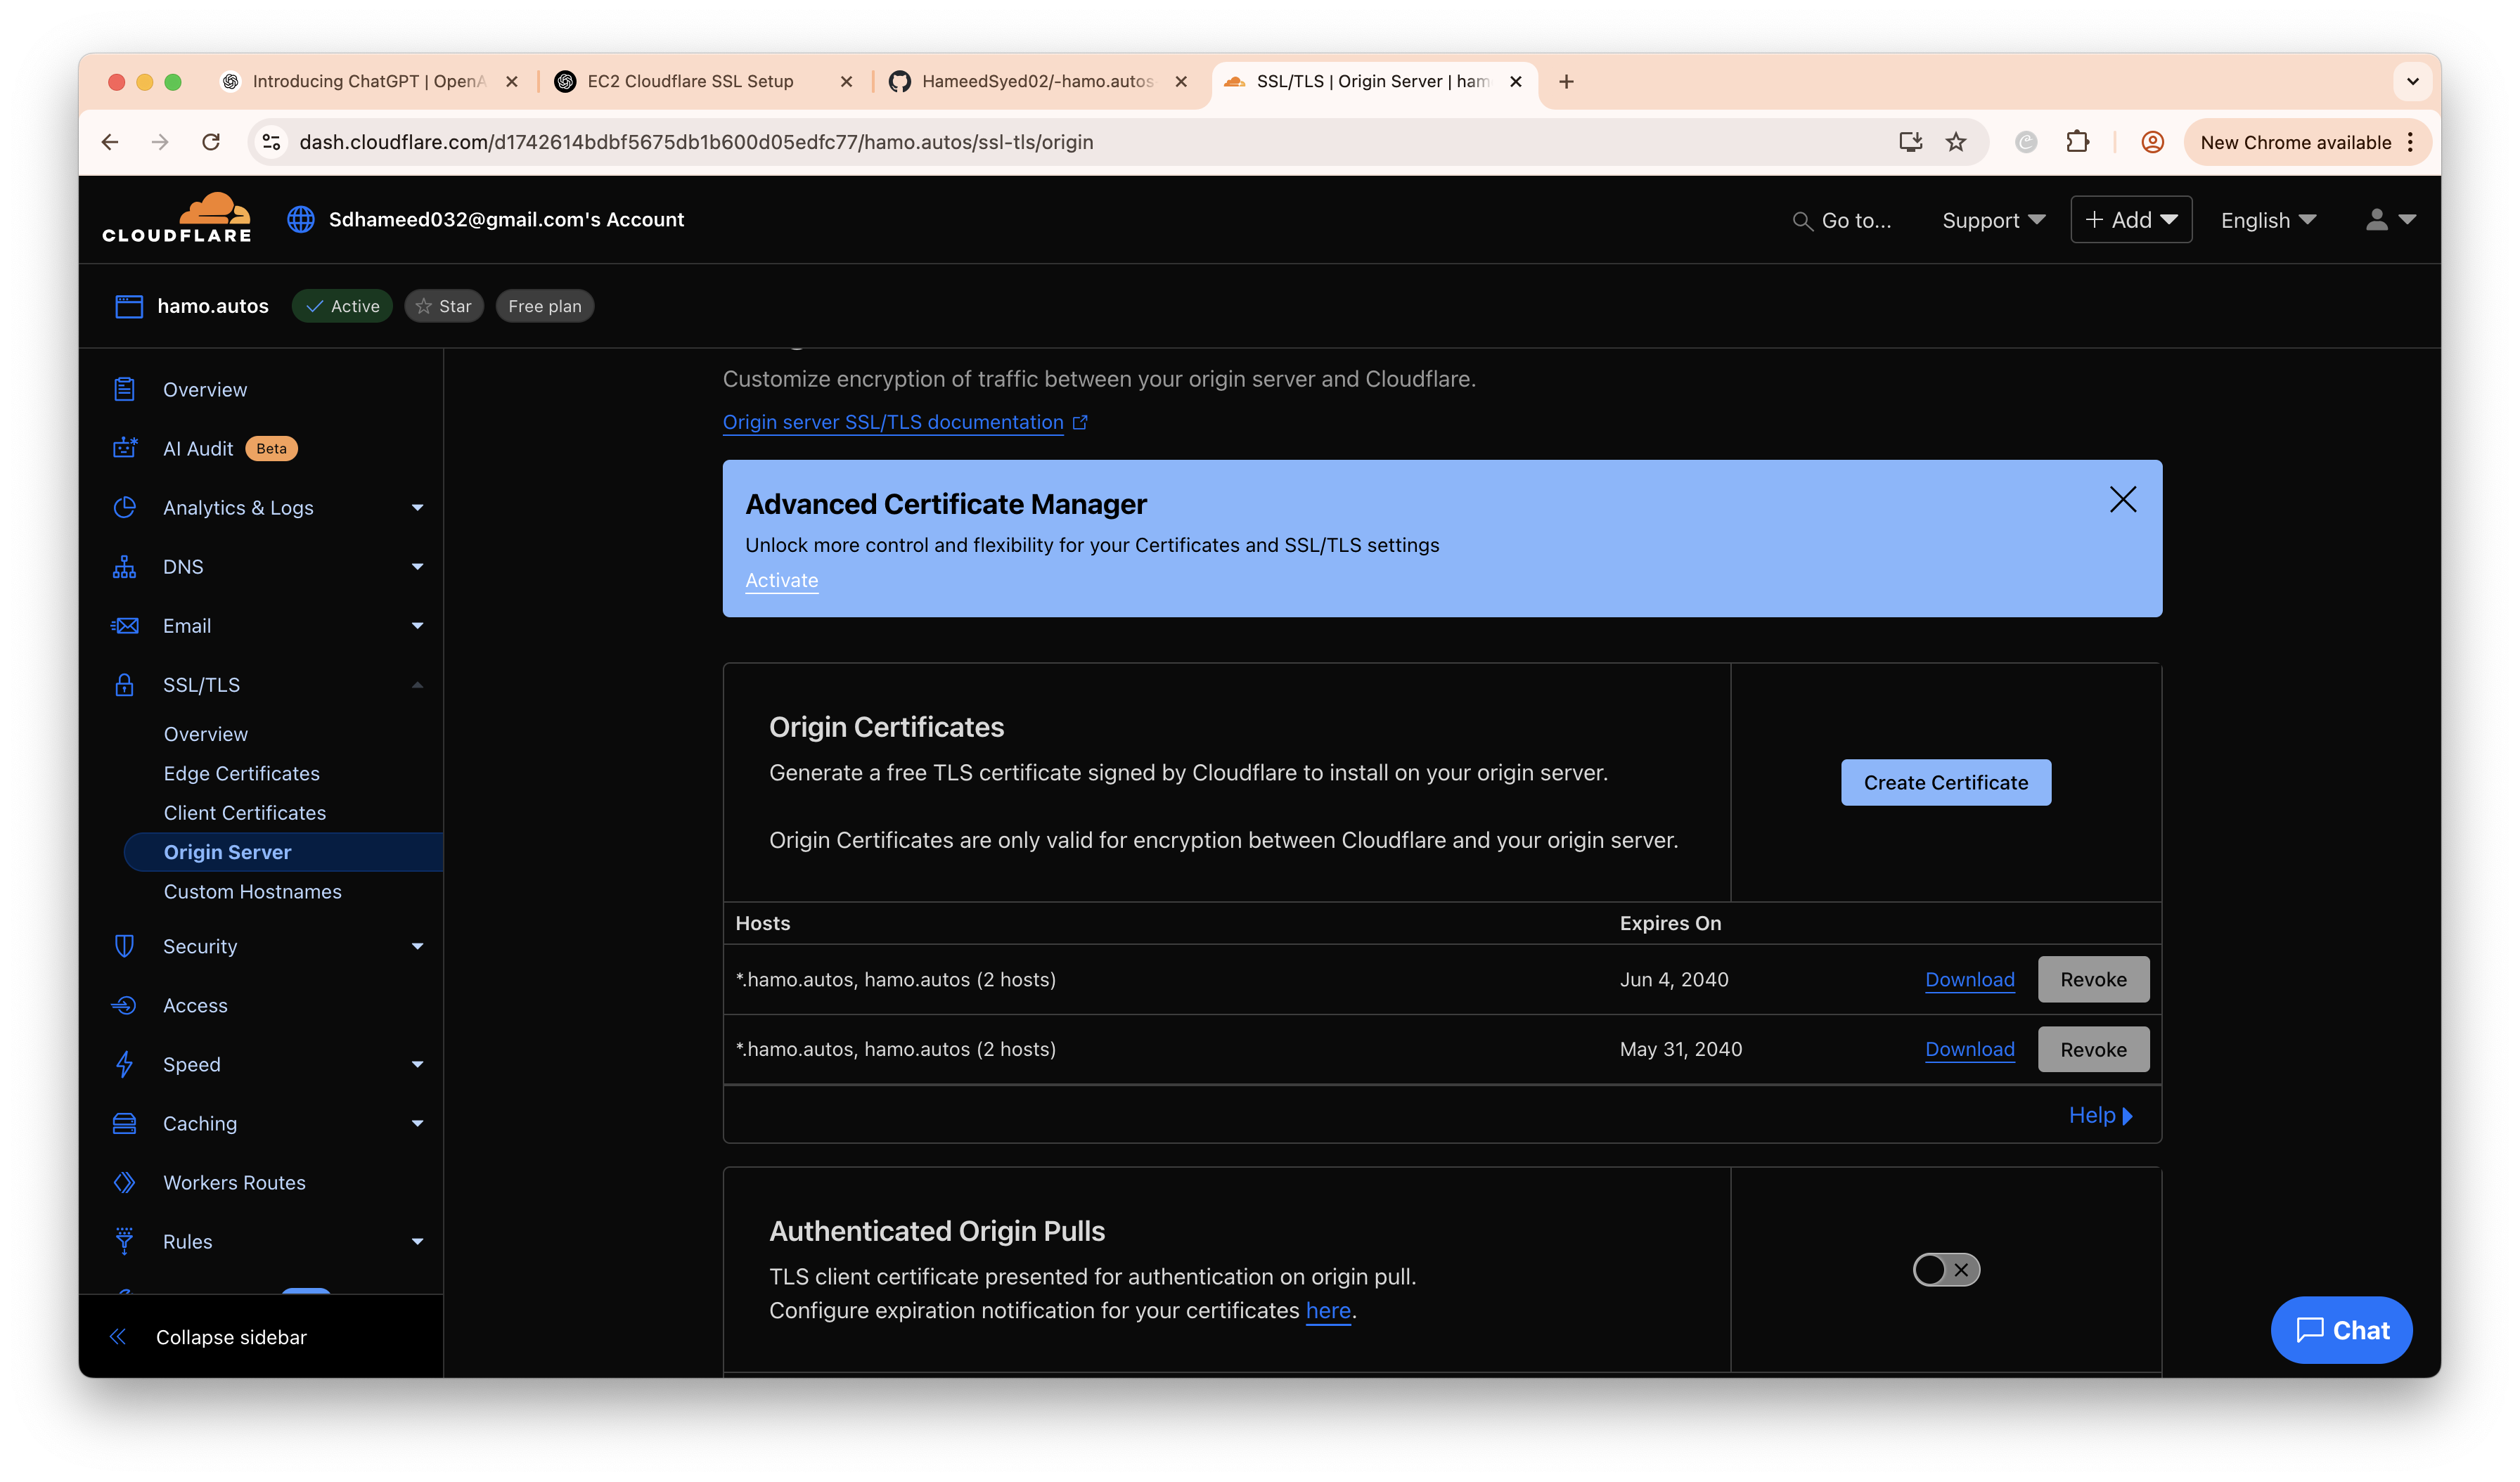 Introducing ChatGPT | OpenA
EC2 Cloudflare SSL Setup
HameedSyed02/-hamo.autos
SSL/TLS | Origin Server | ham
dash.cloudflare.com/d1742614bdbf5675db1b600d05edfc77/hamo.autos/ssl-tls/origin
New Chrome available
CLOUDFLARE
Sdhameed032@gmail.com's Account
Go to...
Support
+ Add
English
hamo.autos
Active
Star
Free plan
Overview
AI Audit Beta
Analytics & Logs
DNS
Email
SSL/TLS
Overview
Edge Certificates
Client Certificates
Origin Server
Custom Hostnames
Security
Access
Speed
Caching
Workers Routes
Rules
Collapse sidebar
Customize encryption of traffic between your origin server and Cloudflare.
Origin server SSL/TLS documentation
Advanced Certificate Manager
Unlock more control and flexibility for your Certificates and SSL/TLS settings
Activate
Origin Certificates
Generate a free TLS certificate signed by Cloudflare to install on your origin server.
Origin Certificates are only valid for encryption between Cloudflare and your origin server.
Create Certificate
Hosts Expires On
*.hamo.autos, hamo.autos (2 hosts) Jun 4, 2040 Download Revoke
*.hamo.autos, hamo.autos (2 hosts) May 31, 2040 Download Revoke
Help
Authenticated Origin Pulls
TLS client certificate presented for authentication on origin pull.
Configure expiration notification for your certificates here.
Chat